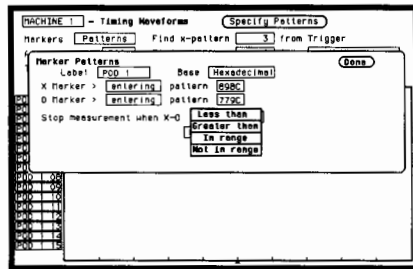 MACHINE 1 - Timing Waveforms Specify Patterns
Markers Patterns Find x-pattern 3 from Trigger
Marker Patterns Done
Label POD 1 Base Hexadecimal
X Marker > entering pattern 898C
O Marker > entering pattern 779C
Stop measurement when X-O
Less than
Greater than
In range
Not in range